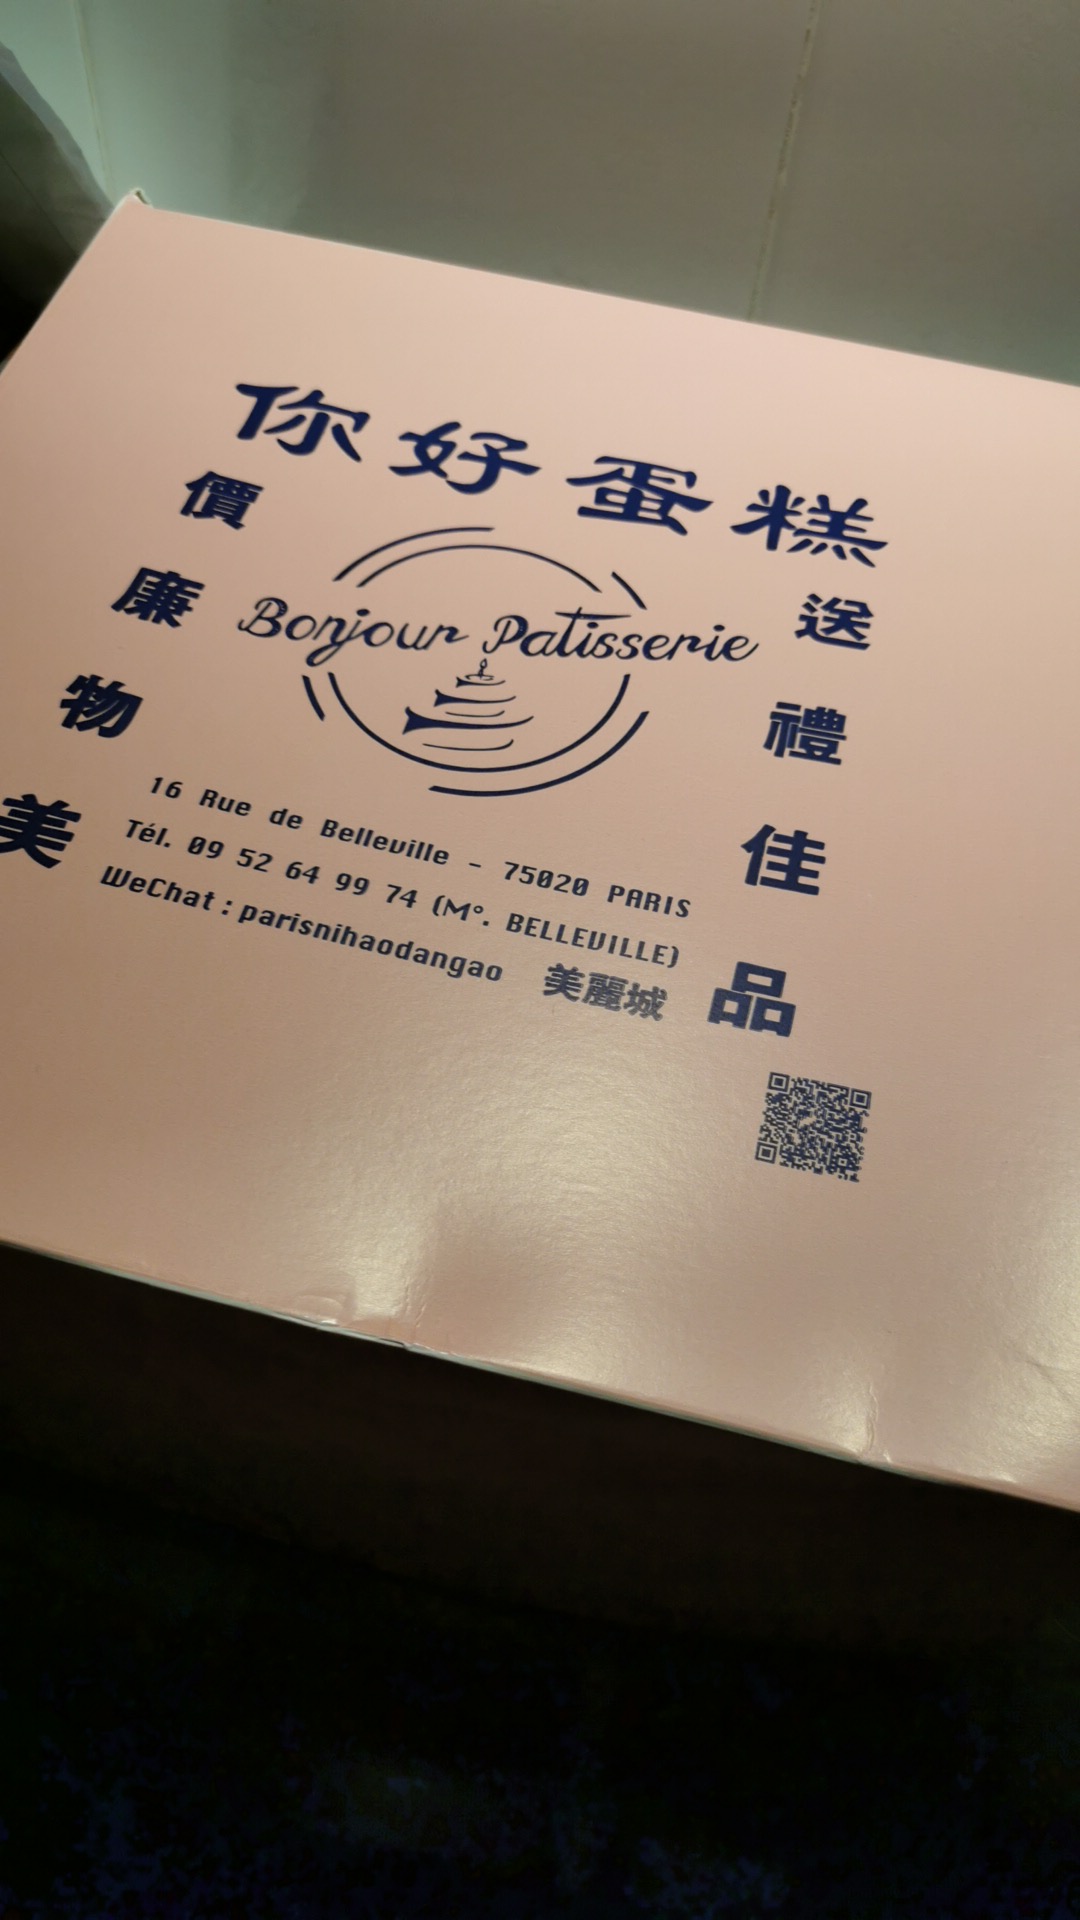 你好蛋糕
價廉物美
Bonjour Patisserie
送禮佳品
16 Rue de Belleville - 75020 PARIS
Tél. 09 52 64 99 74 (M°. BELLEVILLE)
WeChat : parisnihaodangao 美麗城